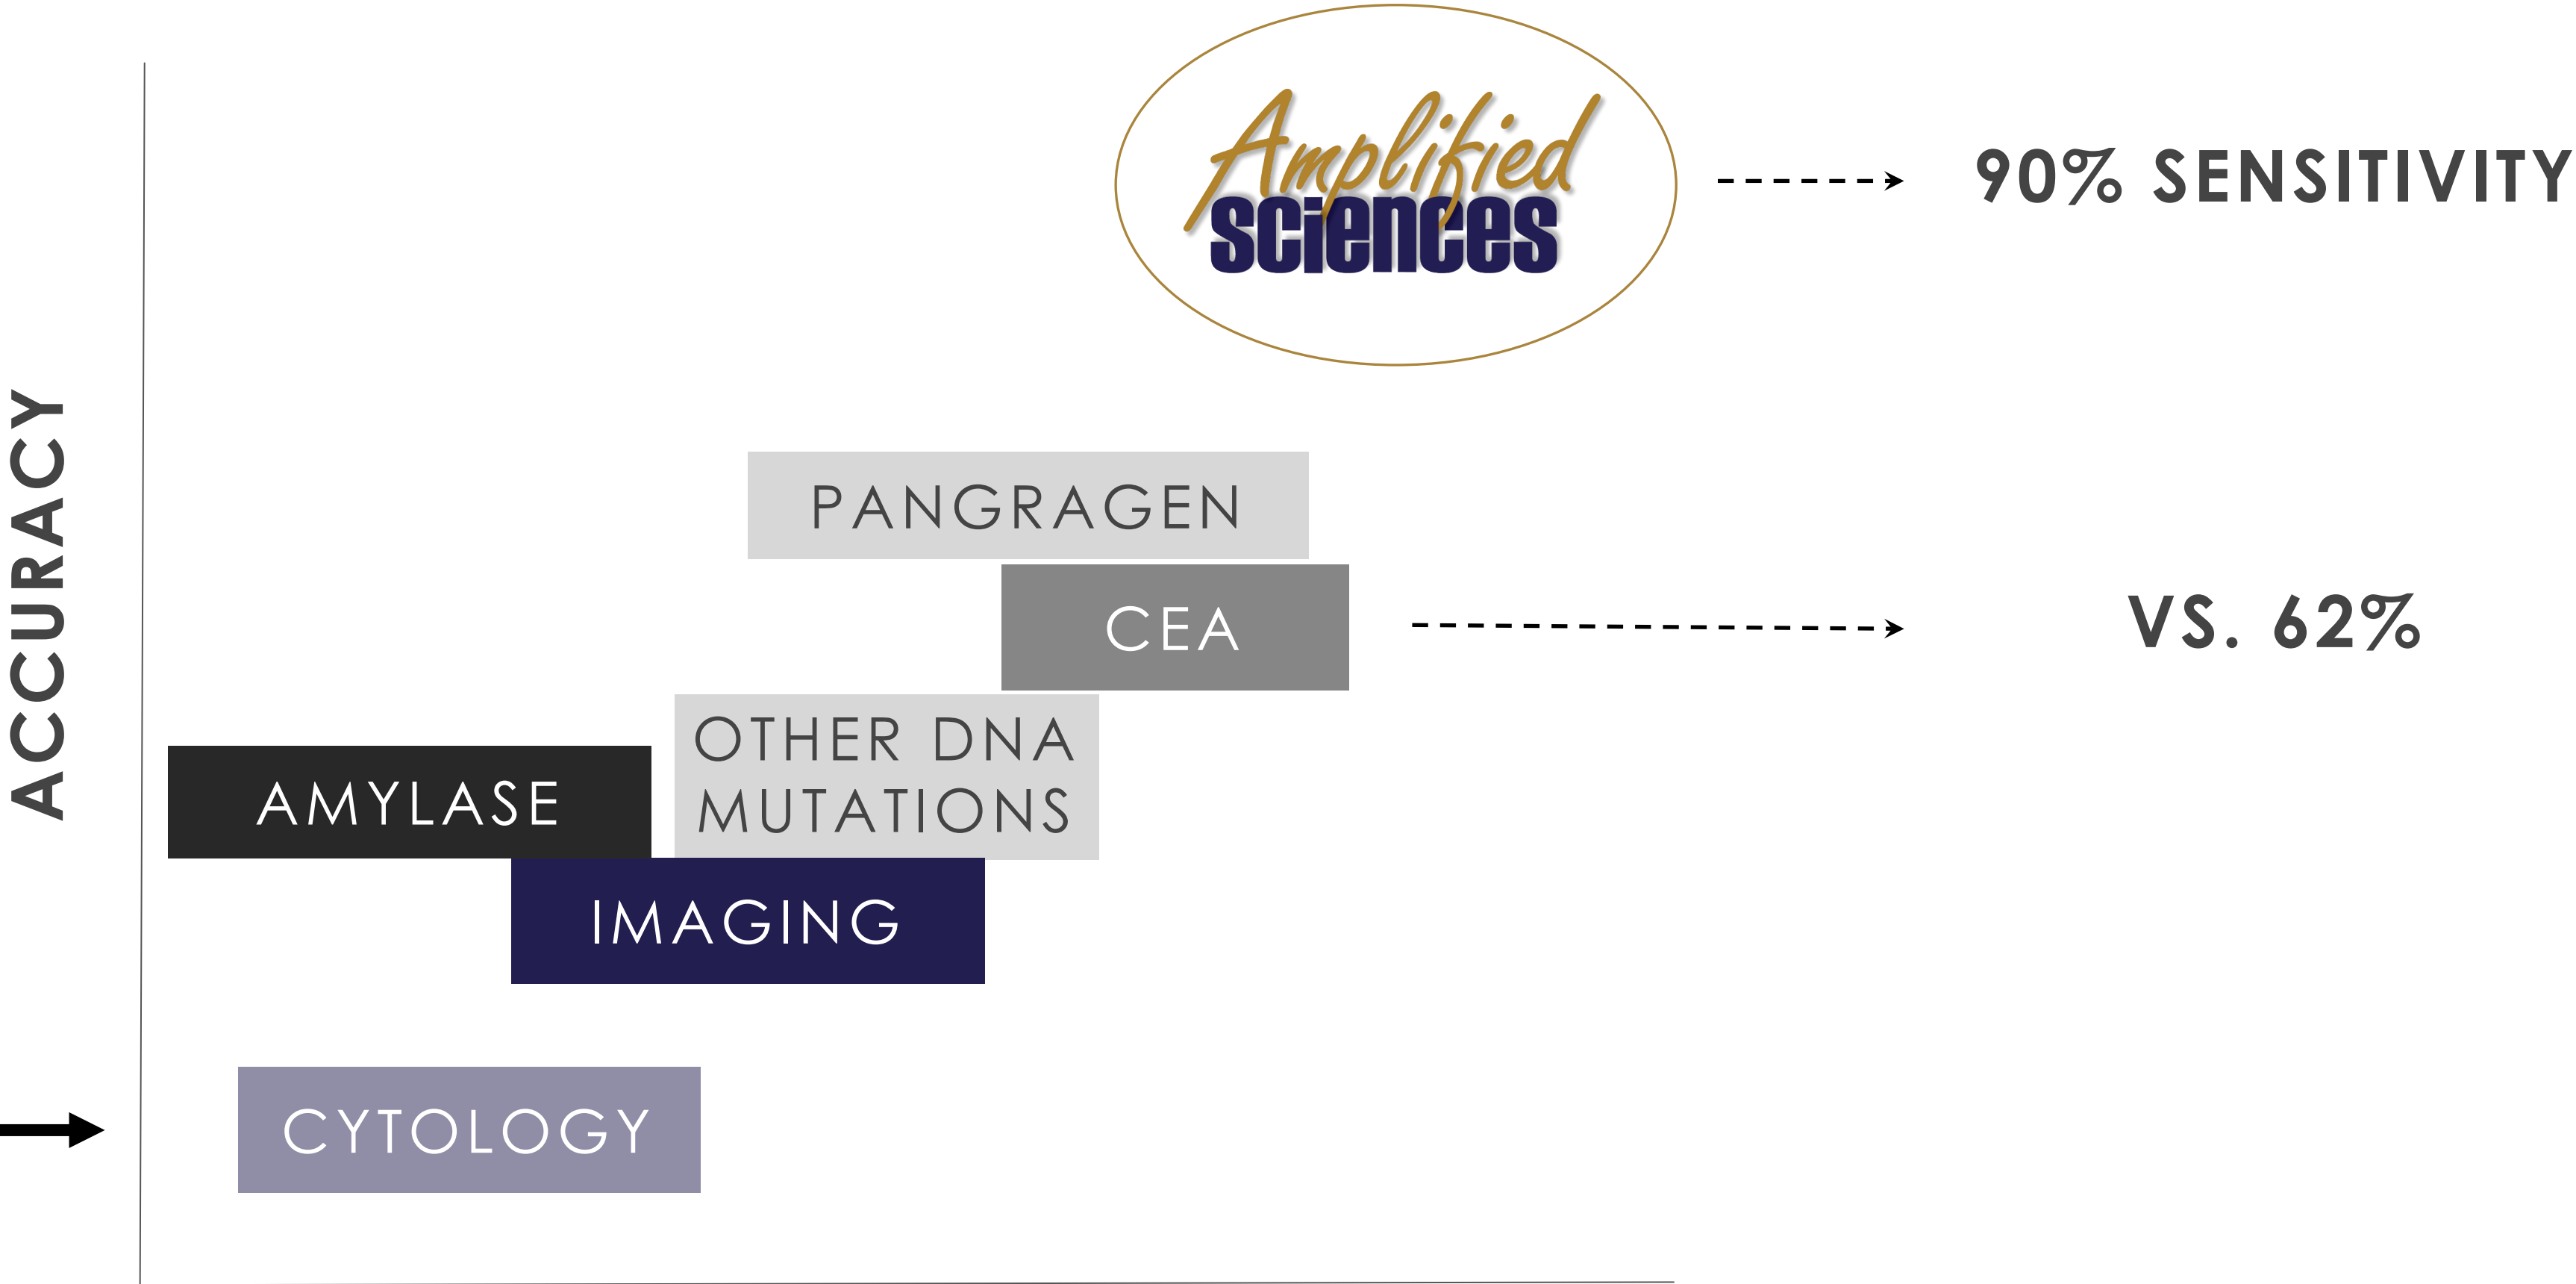 Amplified
sciences
90% SENSITIVITY
ACCURACY
PANGRAGEN
CEA
VS. 62%
OTHER DNA
MUTATIONS
AMYLASE
IMAGING
CYTOLOGY